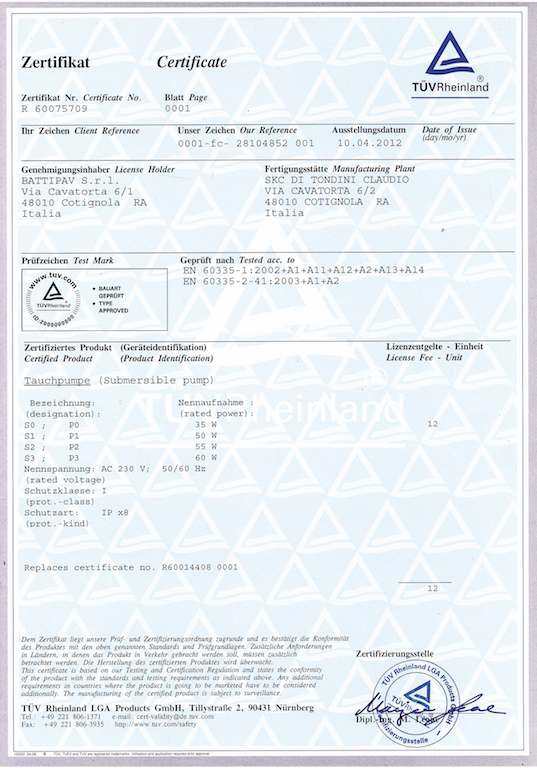 Zertifikat Certificate
TÜVRheinland®
Zertifikat Nr. Certificate No. Blatt Page
R 60075709 0001
Ihr Zeichen Client Reference Unser Zeichen Our Reference Ausstellungsdatum Date of Issue
(day/mo/yr)
0001-fc- 28104852 001 10.04.2012
Genehmigungsinhaber License Holder Fertigungsstätte Manufacturing Plant
BATTIPAV S.r.l. SKC DI TONDINI CLAUDIO
Via Cavatorta 6/1 VIA CAVATORTA 6/2
48010 Cotignola RA 48010 COTIGNOLA RA
Italia Italia
Prüfzeichen Test Mark Geprüft nach Tested acc. to
EN 60335-1:2002+A1+A11+A12+A2+A13+A14
EN 60335-2-41:2003+A1+A2
www.tuv.com
TÜVRheinland
ID:2000000000
• BAUART
GEPRÜFT
• TYPE
APPROVED
Zertifiziertes Produkt (Geräteidentifikation) Lizenzentgelte - Einheit
Certified Product (Product Identification) License Fee - Unit
Tauchpumpe (Submersible pump)
TÜVRheinland®
Bezeichnung: Nennaufnahme :
(designation): (rated power):
S0 ; P0 35 W 12
S1 ; P1 50 W
S2 ; P2 55 W
S3 ; P3 60 W
Nennspannung: AC 230 V; 50/60 Hz
(rated voltage)
Schutzklasse: I
(prot.-class)
Schutzart: IP x8
(prot.-kind)
Replaces certificate no. R60014408 0001
12
Dem Zertifikat liegt unsere Prüf- und Zertifizierungsordnung zugrunde und es bestätigt die Konformität
des Produktes mit den oben genannten Standards und Prüfgrundlagen. Zusätzliche Anforderungen
in Ländern, in denen das Produkt in Verkehr gebracht werden soll, müssen zusätzlich
betrachtet werden. Die Herstellung des zertifizierten Produktes wird überwacht.
This certificate is based on our Testing and Certification Regulation and states the conformity
of the product with the standards and testing requirements as indicated above. Any additional
requirements in countries where the product is going to be marketed have to be considered
additionally. The manufacturing of the certified product is subject to surveillance.
Zertifizierungsstelle
TÜV Rheinland LGA Products
TÜV
Zertifizierungsstelle
TÜV Rheinland LGA Products GmbH, Tillystraße 2, 90431 Nürnberg
Tel.: +49 221 806-1371 e-mail: cert-validity@de.tuv.com
Fax: +49 221 806-3935 http://www.tuv.com/safety
Dipl.-Ing. M.
TÜV, TUEV and TUV are registered trademarks. Utilisation and application requires prior approval.